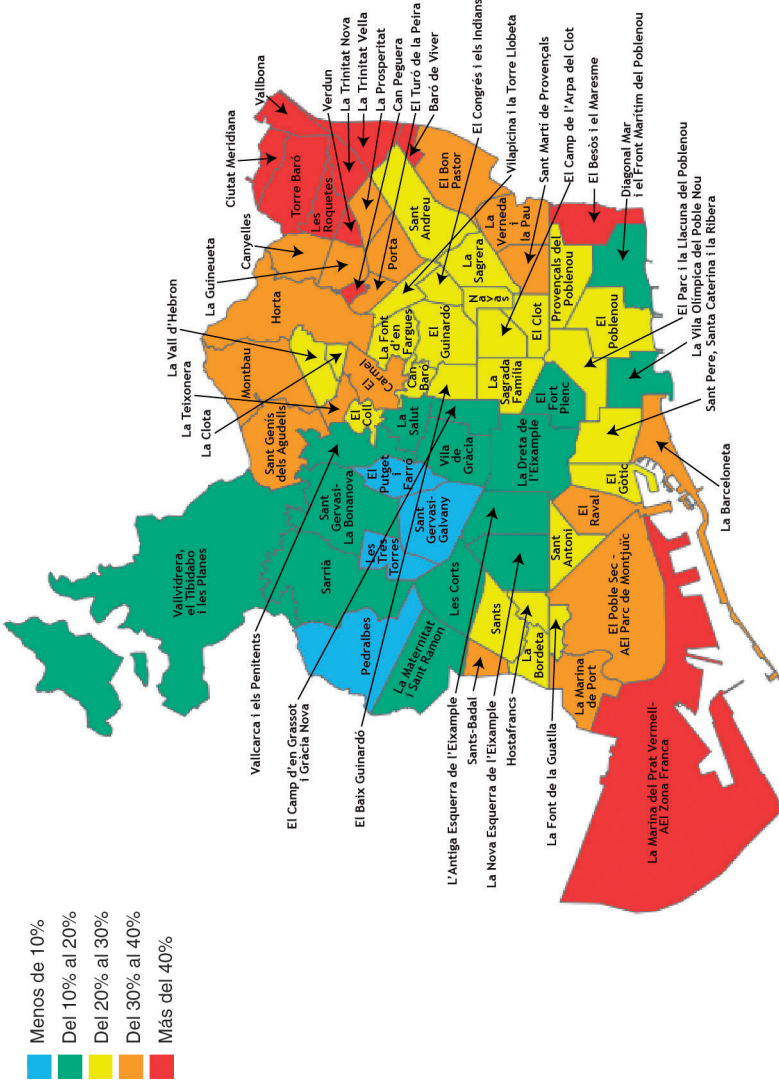 Menos de 10%
Del 10% al 20%
Del 20% al 30%
Del 30% al 40%
Más del 40%
Ciutat Meridiana
Vallbona
Canyelles
Verdun
La Trinitat Nova
La Trinitat Vella
La Prosperitat
Can Peguera
El Turó de la Peira
Baró de Viver
La Guineueta
La Vall d'Hebron
La Teixonera
La Clota
El Congrés i els Indians
Vilapicina i la Torre Llobeta
Sant Martí de Provençals
El Camp de l'Arpa del Clot
El Besòs i el Maresme
Diagonal Mar
i el Front Marítim del Poblenou
El Parc i la Llacuna del Poblenou
La Vila Olímpica del Poble Nou
Sant Pere, Santa Caterina i la Ribera
La Barceloneta
Torre Baró
Les
Roquetes
Horta
Montbau
Sant Genís
dels Agudells
Porta
Sant
Andreu
El Bon
Pastor
La
Verneda
i
la Pau
La
Sagrera
Navas
La Font
d'en
Fargues
El
Guinardó
El
Carmel
Can
Baró
El Coll
La
Salut
El Clot
Provençals del
Poblenou
El
Poblenou
La
Sagrada
Família
El
Fort
Pienc
La Dreta de
l'Eixample
Vila
de
Gràcia
El
Putget
i
Farró
Sant
Gervasi-
La Bonanova
Sant
Gervasi-
Galvany
Les
Tres
Torres
Sarrià
Vallvidrera,
el Tibidabo
i les Planes
Pedralbes
La Maternitat
i Sant Ramon
Les Corts
Sants
La
Bordeta
Sant
Antoni
El
Raval
El
Gòtic
El Poble Sec -
AEI Parc de Montjuïc
La Marina
de Port
La Marina del Prat Vermell-
AEI Zona Franca
Vallcarca i els Penitents
El Camp d'en Grassot
i Gràcia Nova
El Baix Guinardó
L'Antiga Esquerra de l'Eixample
Sants-Badal
La Nova Esquerra de l'Eixample
Hostafrancs
La Font de la Guatlla